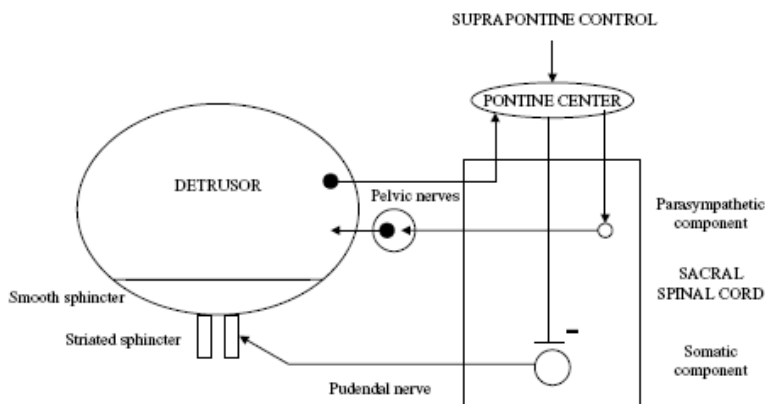 SUPRAPONTINE CONTROL
PONTINE CENTER
DETRUSOR
Pelvic nerves
Parasympathetic
component
SACRAL
SPINAL CORD
Smooth sphincter
Striated sphincter
-
Somatic
component
Pudendal nerve